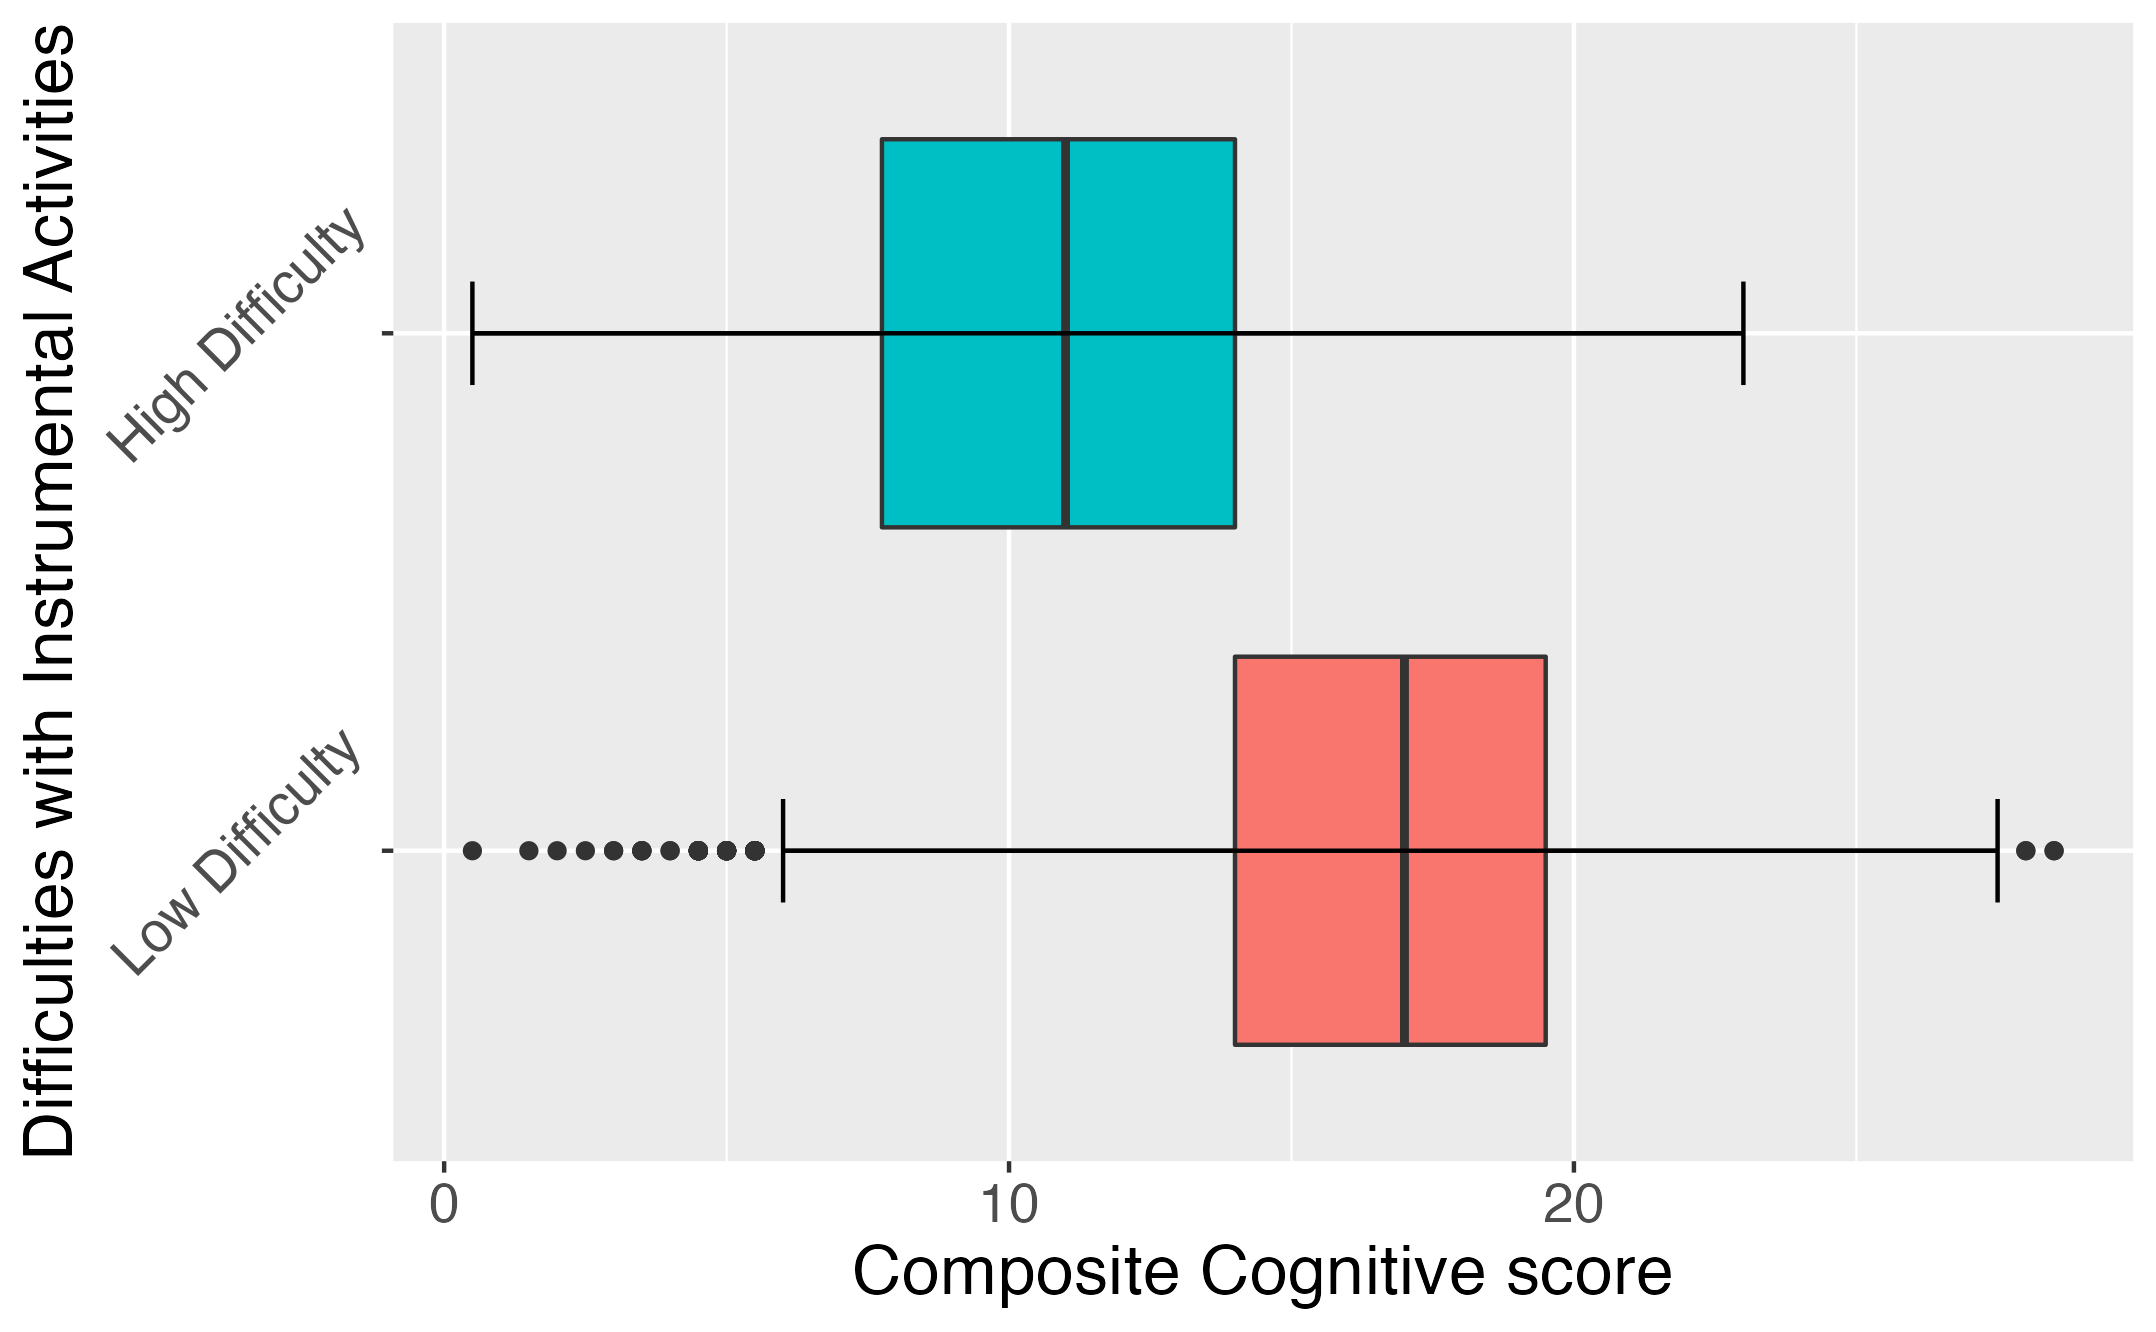 Difficulties with Instrumental Activities
High Difficulty
Low Difficulty
0 10 20
Composite Cognitive score